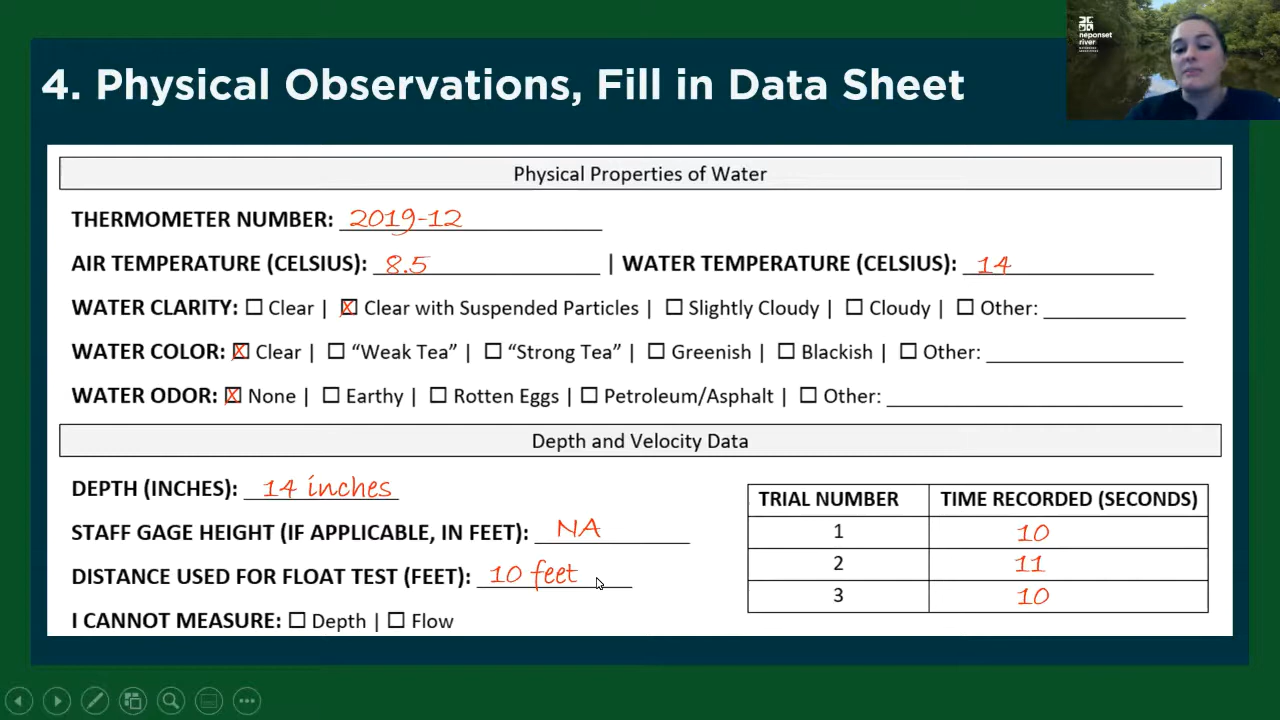 neponset
river
4. Physical Observations, Fill in Data Sheet
Physical Properties of Water
THERMOMETER NUMBER: 2019-12
AIR TEMPERATURE (CELSIUS): 8.5 | WATER TEMPERATURE (CELSIUS): 14
WATER CLARITY: ☐ Clear | ☒ Clear with Suspended Particles | ☐ Slightly Cloudy | ☐ Cloudy | ☐ Other:
WATER COLOR: ☒ Clear | ☐ “Weak Tea” | ☐ “Strong Tea” | ☐ Greenish | ☐ Blackish | ☐ Other:
WATER ODOR: ☒ None | ☐ Earthy | ☐ Rotten Eggs | ☐ Petroleum/Asphalt | ☐ Other:
Depth and Velocity Data
DEPTH (INCHES): 14 inches
STAFF GAGE HEIGHT (IF APPLICABLE, IN FEET): NA
DISTANCE USED FOR FLOAT TEST (FEET): 10 feet
I CANNOT MEASURE: ☐ Depth | ☐ Flow
TRIAL NUMBER TIME RECORDED (SECONDS)
1 10
2 11
3 10